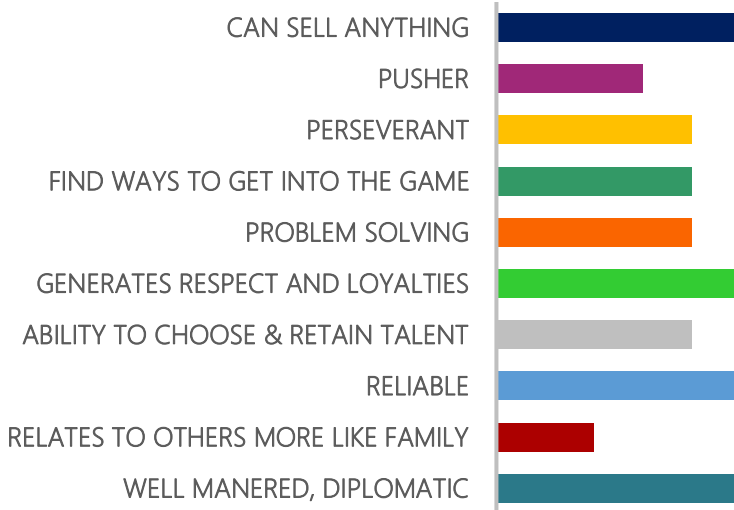 CAN SELL ANYTHING
PUSHER
PERSEVERANT
FIND WAYS TO GET INTO THE GAME
PROBLEM SOLVING
GENERATES RESPECT AND LOYALTIES
ABILITY TO CHOOSE & RETAIN TALENT
RELIABLE
RELATES TO OTHERS MORE LIKE FAMILY
WELL MANERED, DIPLOMATIC